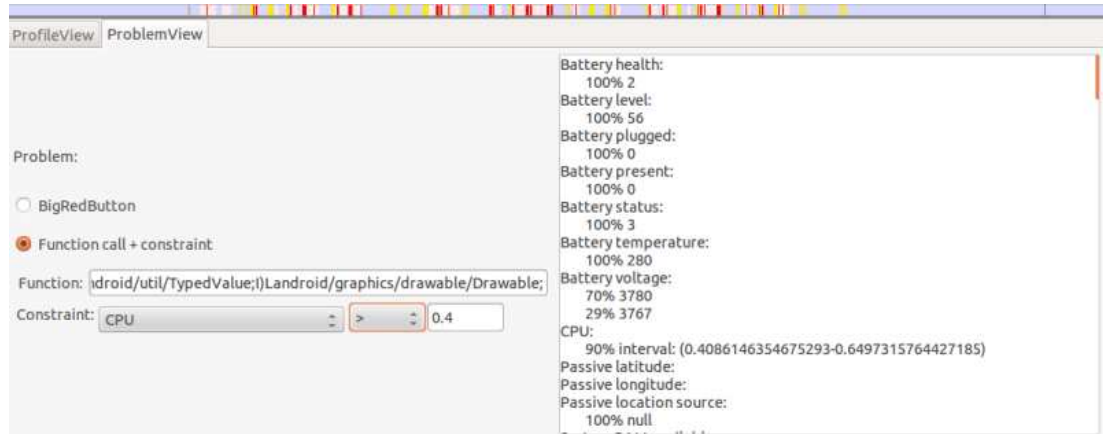 ProfileView ProblemView
Problem:
BigRedButton
Function call + constraint
Function: droid/util/TypedValue;I)Landroid/graphics/drawable/Drawable;
Constraint: CPU > 0.4
Battery health:
100% 2
Battery level:
100% 56
Battery plugged:
100% 0
Battery present:
100% 0
Battery status:
100% 3
Battery temperature:
100% 280
Battery voltage:
70% 3780
29% 3767
CPU:
90% interval: (0.4086146354675293-0.6497315764427185)
Passive latitude:
Passive longitude:
Passive location source:
100% null